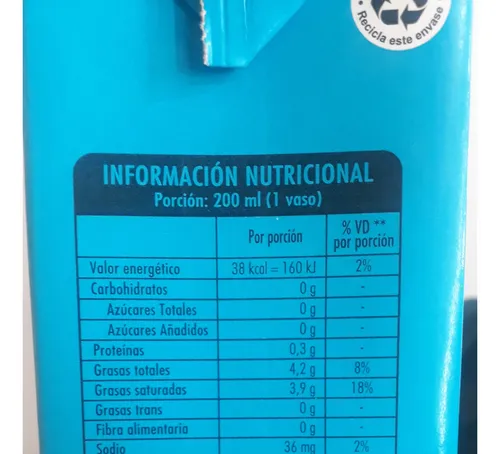 • Recicla este envase
INFORMACIÓN NUTRICIONAL
Porción: 200 ml (1 vaso)
Por porción % VD ** por porción
Valor energético 38 kcal = 160 kJ 2%
Carbohidratos 0 g -
Azúcares Totales 0 g -
Azúcares Añadidos 0 g -
Proteínas 0,3 g -
Grasas totales 4,2 g 8%
Grasas saturadas 3,9 g 18%
Grasas trans 0 g -
Fibra alimentaria 0 g -
Sodio 36 mg 2%